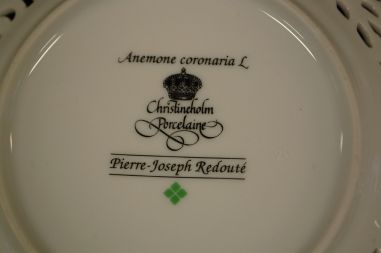 Anemone coronaria L
Christineholm
Porcelaine
Pierre-Joseph Redouté